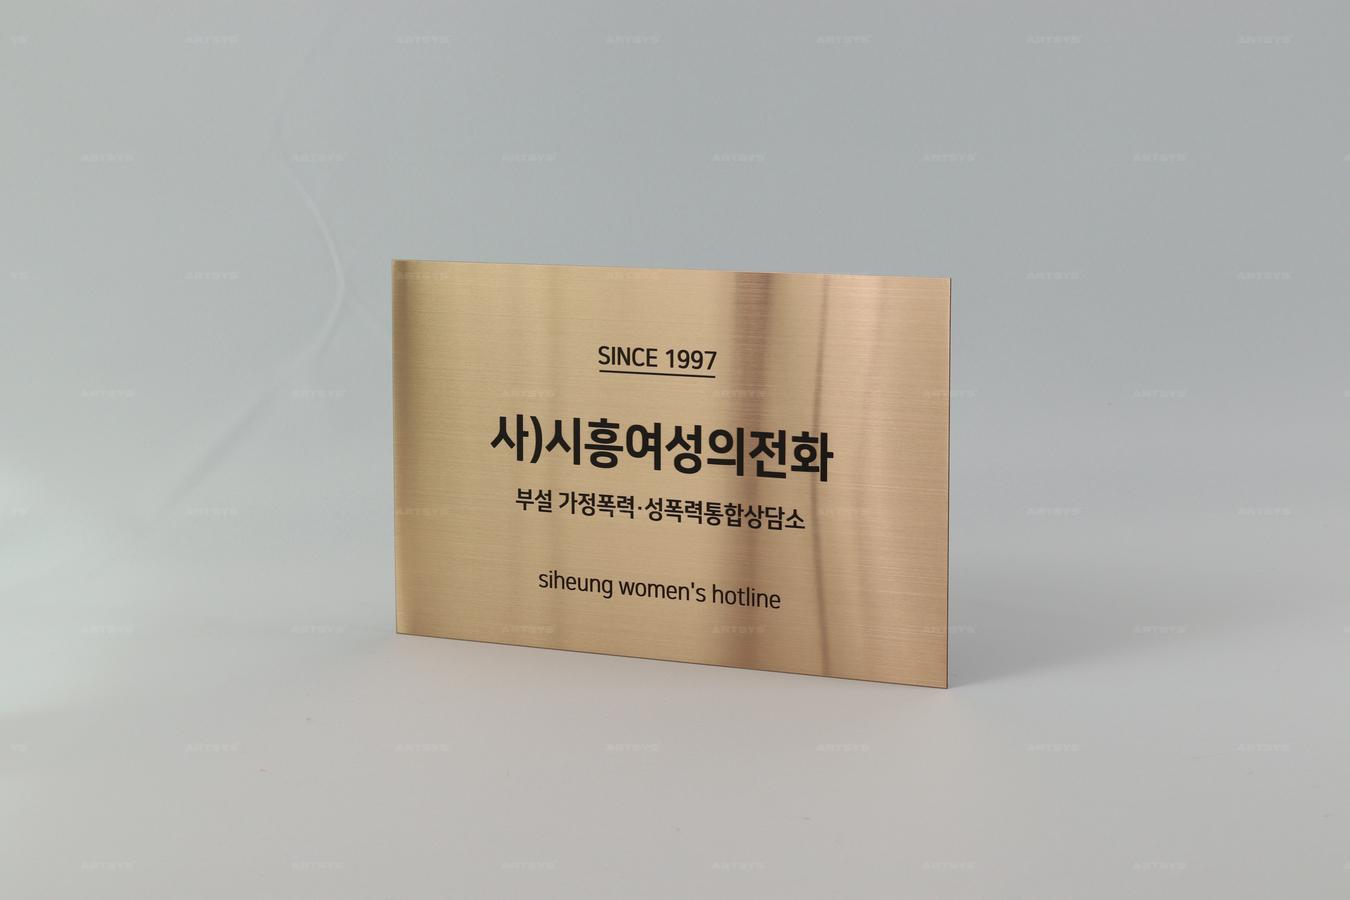 SINCE 1997
사)시흥여성의전화
부설 가정폭력·성폭력통합상담소
siheung women's hotline
ARTSYS